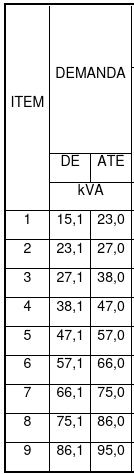 ITEM DEMANDA
DE ATE
kVA
1 15,1 23,0
2 23,1 27,0
3 27,1 38,0
4 38,1 47,0
5 47,1 57,0
6 57,1 66,0
7 66,1 75,0
8 75,1 86,0
9 86,1 95,0